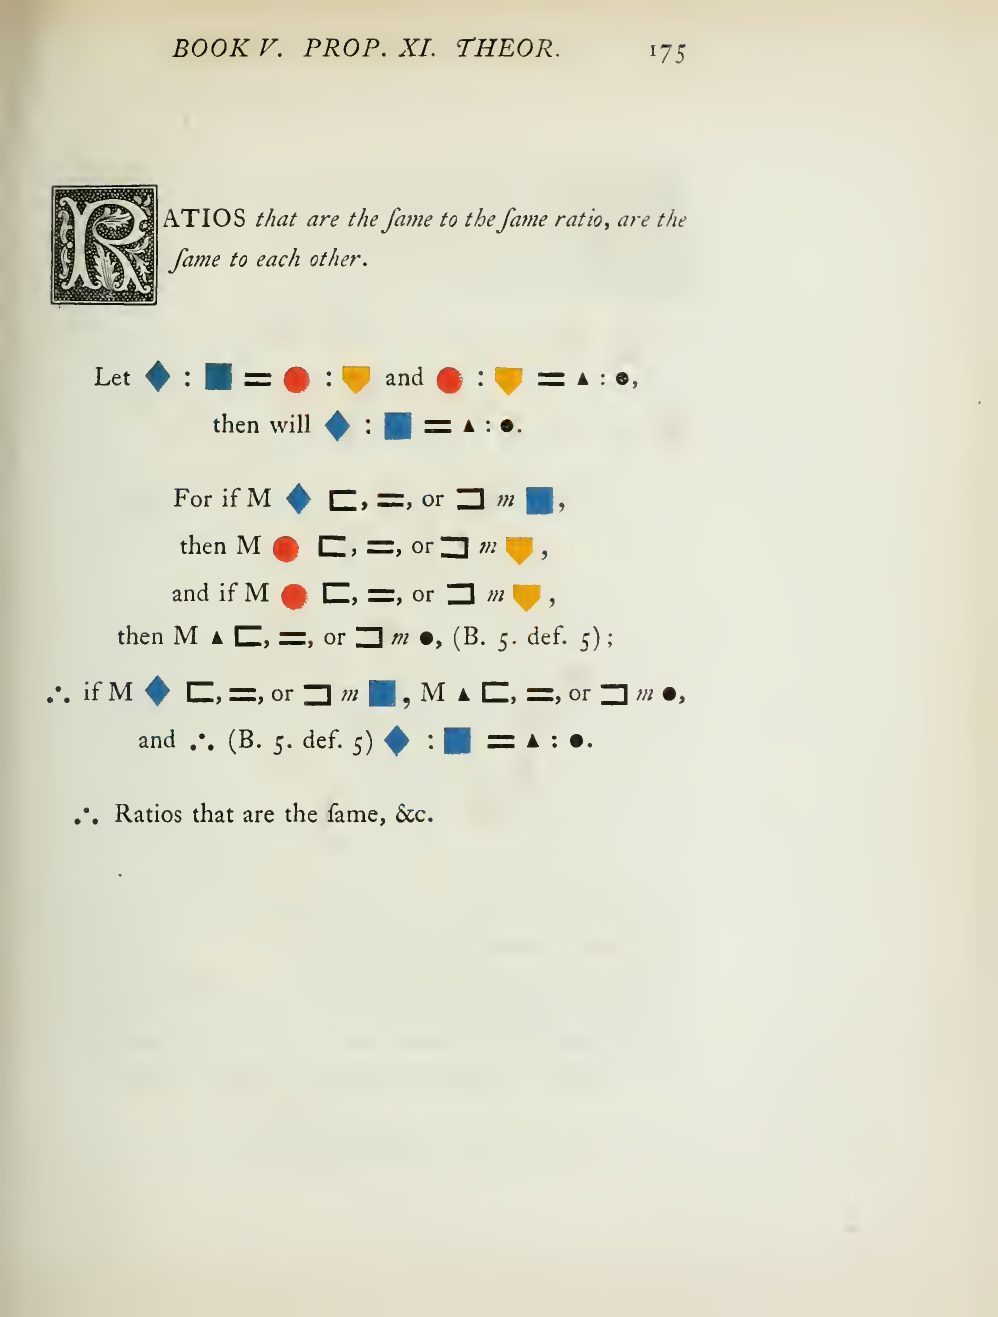 BOOK V. PROP. XI. THEOR. 175
RATIOS that are the ſame to the ſame ratio, are the
ſame to each other.
Let ◆ : ■ = ● : ⛊ and ● : ⛊ = ▲ : ●,
then will ◆ : ■ = ▲ : ●.
For if M ◆ ⊏, =, or ⊐ m ■,
then M ● ⊏, =, or ⊐ m ⛊,
and if M ● ⊏, =, or ⊐ m ⛊,
then M ▲ ⊏, =, or ⊐ m ●, (B. 5. def. 5);
∴ if M ◆ ⊏, =, or ⊐ m ■, M ▲ ⊏, =, or ⊐ m ●,
and ∴ (B. 5. def. 5) ◆ : ■ = ▲ : ●.
∴ Ratios that are the ſame, &c.